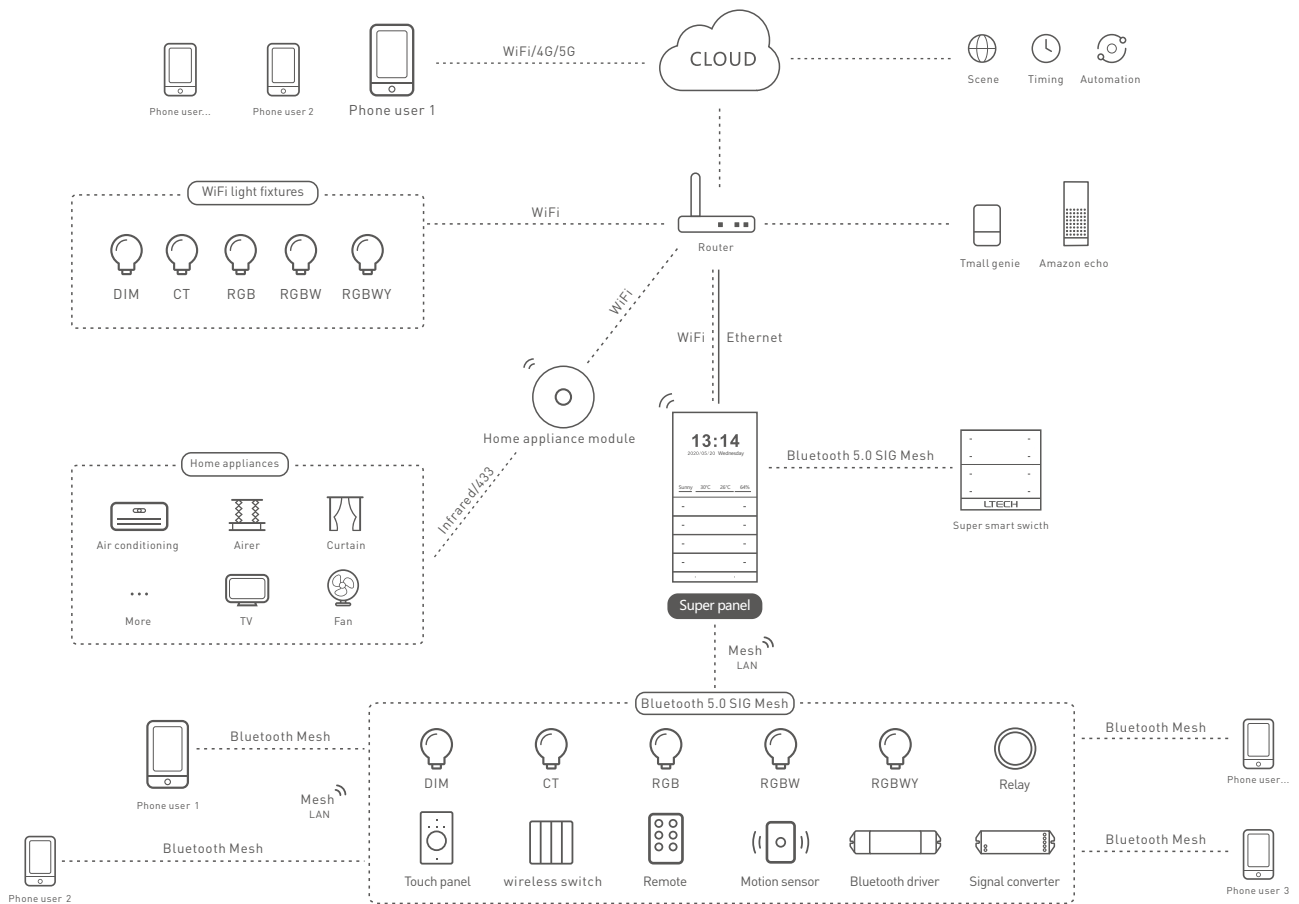 WiFi/4G/5G
CLOUD
Scene
Timing
Automation
Phone user...
Phone user 2
Phone user 1
WiFi light fixtures
DIM
CT
RGB
RGBW
RGBWY
WiFi
Router
Tmall genie
Amazon echo
WiFi
WiFi
Ethernet
Home appliance module
13:14
2020/05/20 Wednesday
Sunny 30℃ 26℃ 64%
Bluetooth 5.0 SIG Mesh
LTECH
Super smart swicth
Home appliances
Air conditioning
Airer
Curtain
...
More
TV
Fan
Infrared/433
Super panel
Mesh
LAN
Bluetooth 5.0 SIG Mesh
DIM
CT
RGB
RGBW
RGBWY
Relay
Touch panel
wireless switch
Remote
Motion sensor
Bluetooth driver
Signal converter
Bluetooth Mesh
Phone user 1
Mesh
LAN
Bluetooth Mesh
Phone user 2
Bluetooth Mesh
Phone user...
Bluetooth Mesh
Phone user 3